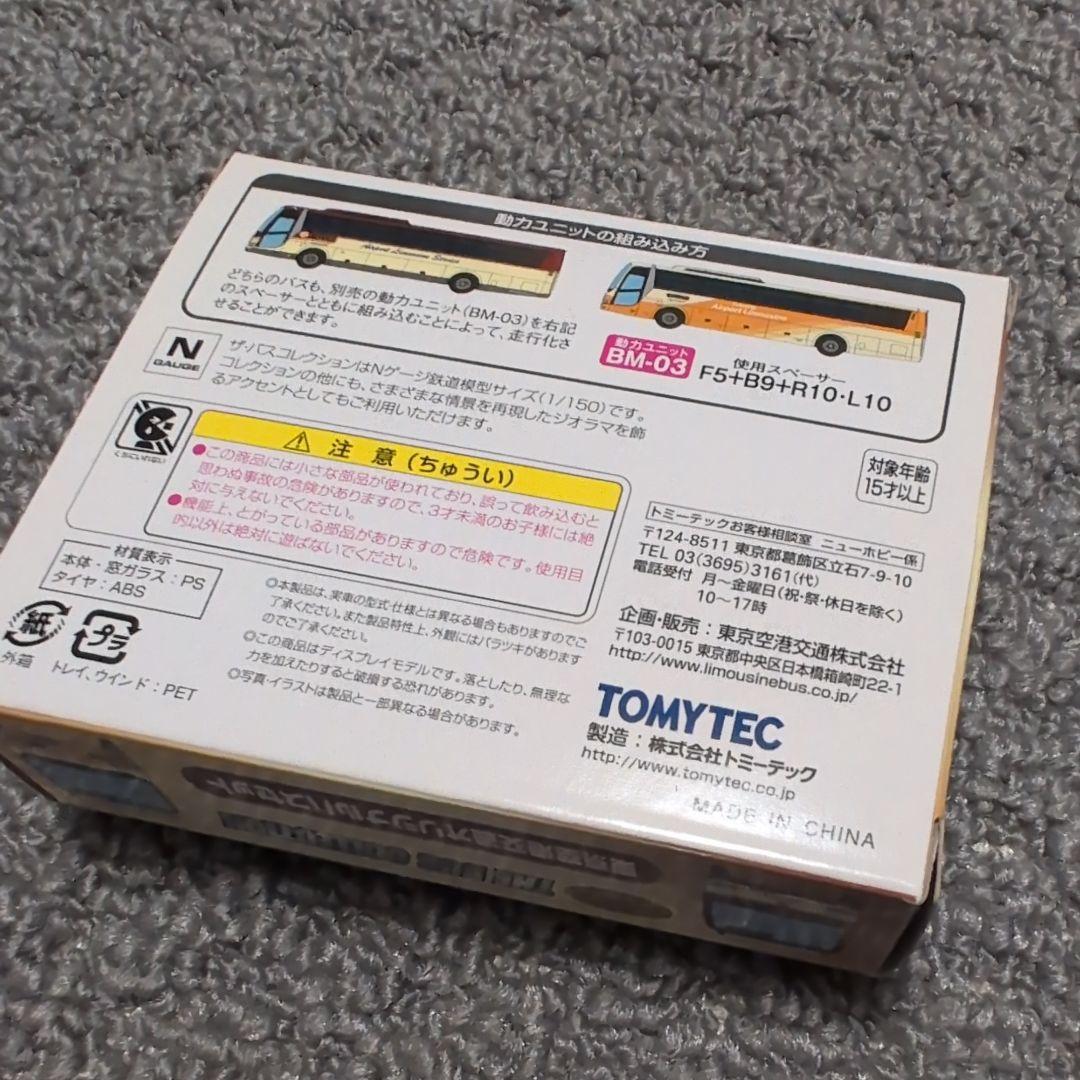 動力ユニットの組み込み方
Airport Limousine Service
Airport Limousine
どちらのバスも、別売の動力ユニット(BM-03)を右記
のスペーサーとともに組み込むことによって、走行化さ
せることができます。
動力ユニット
BM-03
使用スペーサー
F5+B9+R10・L10
N
GAUGE
ザ・バスコレクションはNゲージ鉄道模型サイズ(1/150)です。
コレクションの他にも、さまざまな情景を再現したジオラマを飾
るアクセントとしてもご利用いただけます。
くちにいれない
注 意(ちゅうい)
●この商品には小さな部品が使われており、誤って飲み込むと
思わぬ事故の危険がありますので、3才未満のお子様には絶
対に与えないでください。
●機能上、とがっている部品がありますので危険です。使用目
的以外は絶対に遊ばないでください。
対象年齢
15才以上
材質表示
本体・窓ガラス:PS
タイヤ:ABS
紙
外箱
プラ
トレイ、ウインド:PET
◎本製品は、実車の型式・仕様とは異なる場合もありますのでご
了承ください。また製品特性上、外観にはバラツキがあります
のでご了承ください。
◎この商品はディスプレイモデルです。落としたり、無理な
力を加えたりすると破損する恐れがあります。
◎写真・イラストは製品と一部異なる場合があります。
トミーテックお客様相談室 ニューホビー係
〒124-8511 東京都葛飾区立石7-9-10
TEL 03(3695)3161(代)
電話受付 月〜金曜日(祝・祭・休日を除く)
10〜17時
企画・販売:東京空港交通株式会社
〒103-0015 東京都中央区日本橋箱崎町22-1
http://www.limousinebus.co.jp/
TOMYTEC
製造:株式会社トミーテック
http://www.tomytec.co.jp
MADE IN CHINA
東京空港交通オリジナルバスセット